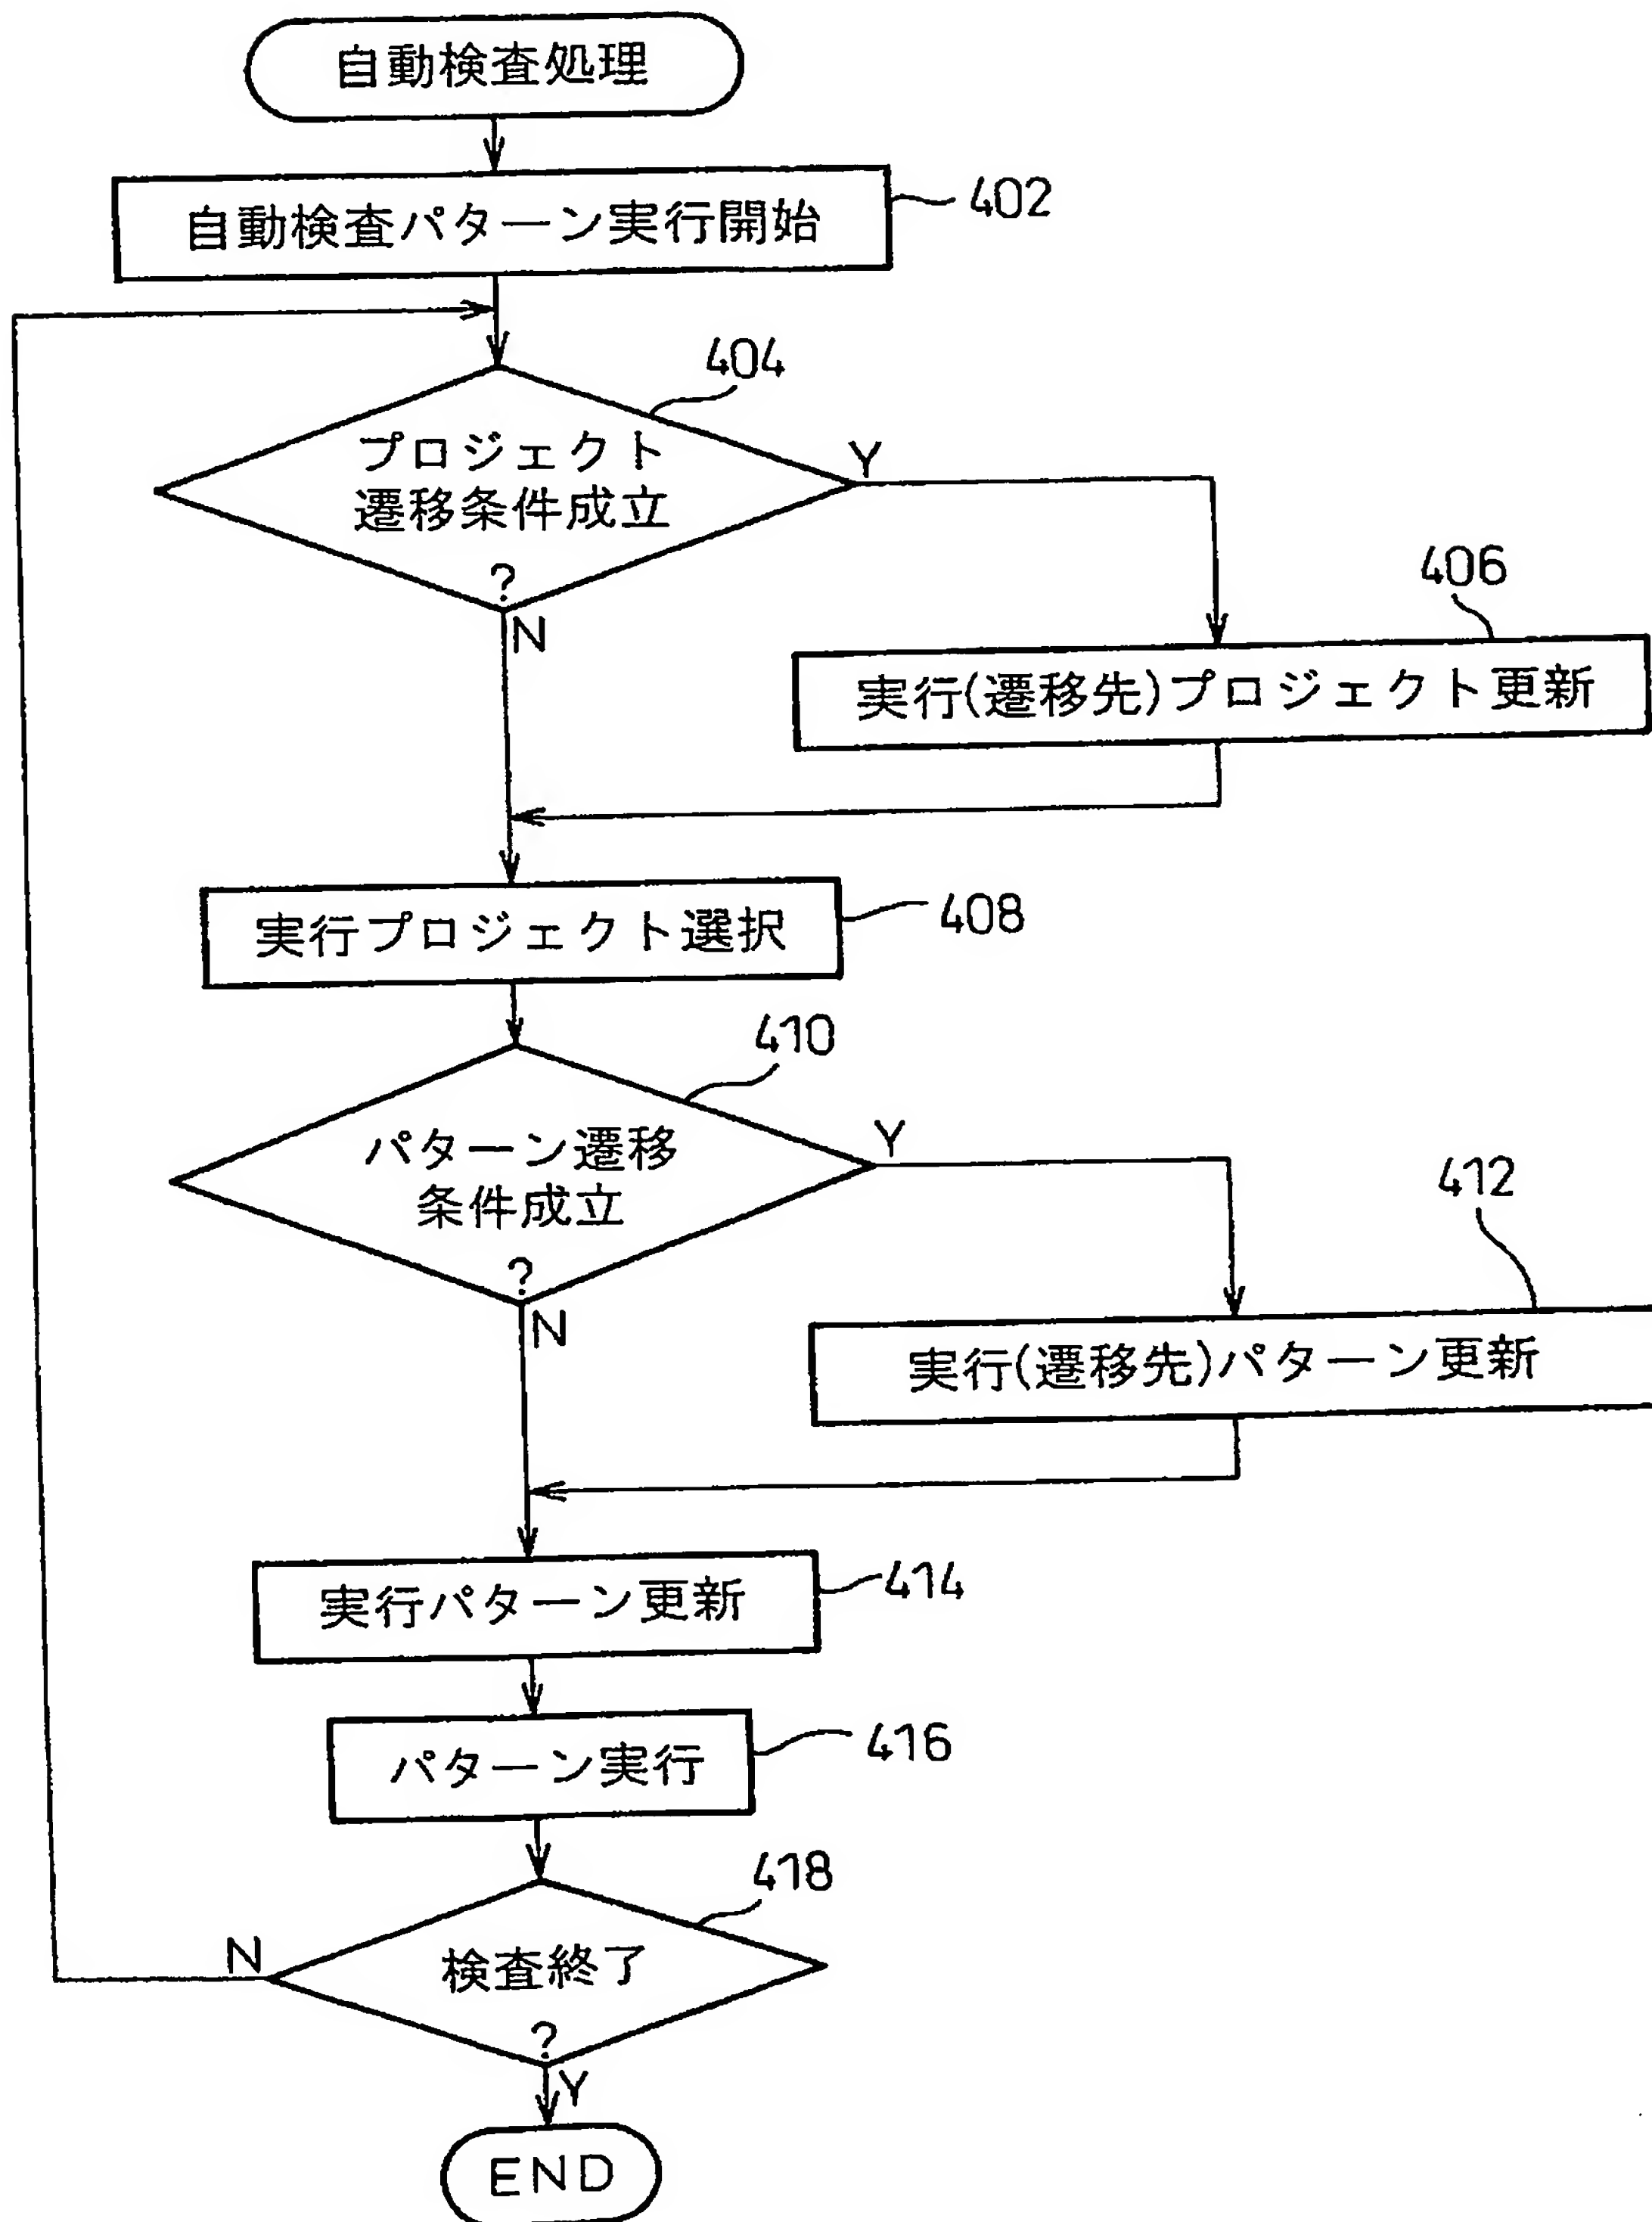 自動検査処理
自動検査パターン実行開始
402
404
プロジェクト
遷移条件成立
?
Y
N
406
実行(遷移先)プロジェクト更新
実行プロジェクト選択
408
410
パターン遷移
条件成立
?
Y
N
412
実行(遷移先)パターン更新
実行パターン更新
414
パターン実行
416
418
検査終了
?
N
Y
END